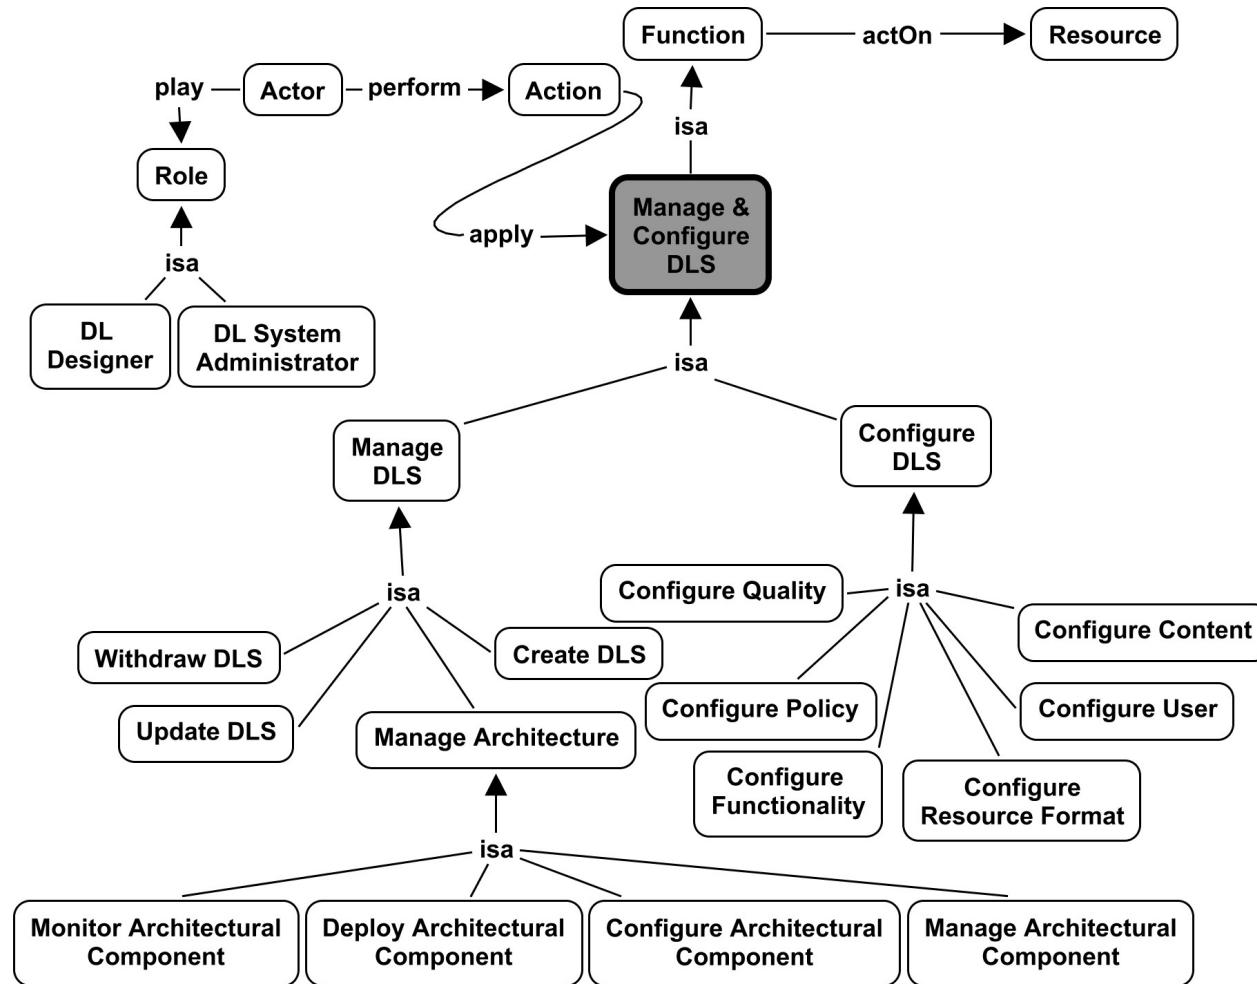 Function
actOn
Resource
play
Actor
perform
Action
isa
Role
Manage &
Configure
DLS
apply
isa
DL
Designer
DL System
Administrator
isa
Manage
DLS
Configure
DLS
isa
isa
Configure Quality
Configure Content
Withdraw DLS
Create DLS
Update DLS
Manage Architecture
Configure Policy
Configure User
Configure
Functionality
Configure
Resource Format
isa
Monitor Architectural
Component
Deploy Architectural
Component
Configure Architectural
Component
Manage Architectural
Component